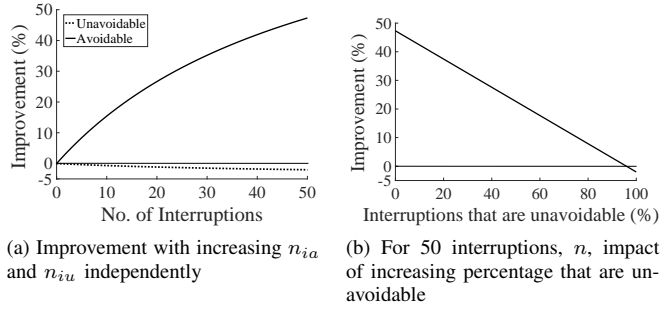 50
40
30
20
10
0
-5
Improvement (%)
Unavoidable
Avoidable
0 10 20 30 40 50
No. of Interruptions
50
40
30
20
10
0
-5
Improvement (%)
0 20 40 60 80 100
Interruptions that are unavoidable (%)
(a) Improvement with increasing nia
and niu independently
(b) For 50 interruptions, n, impact
of increasing percentage that are un-
avoidable